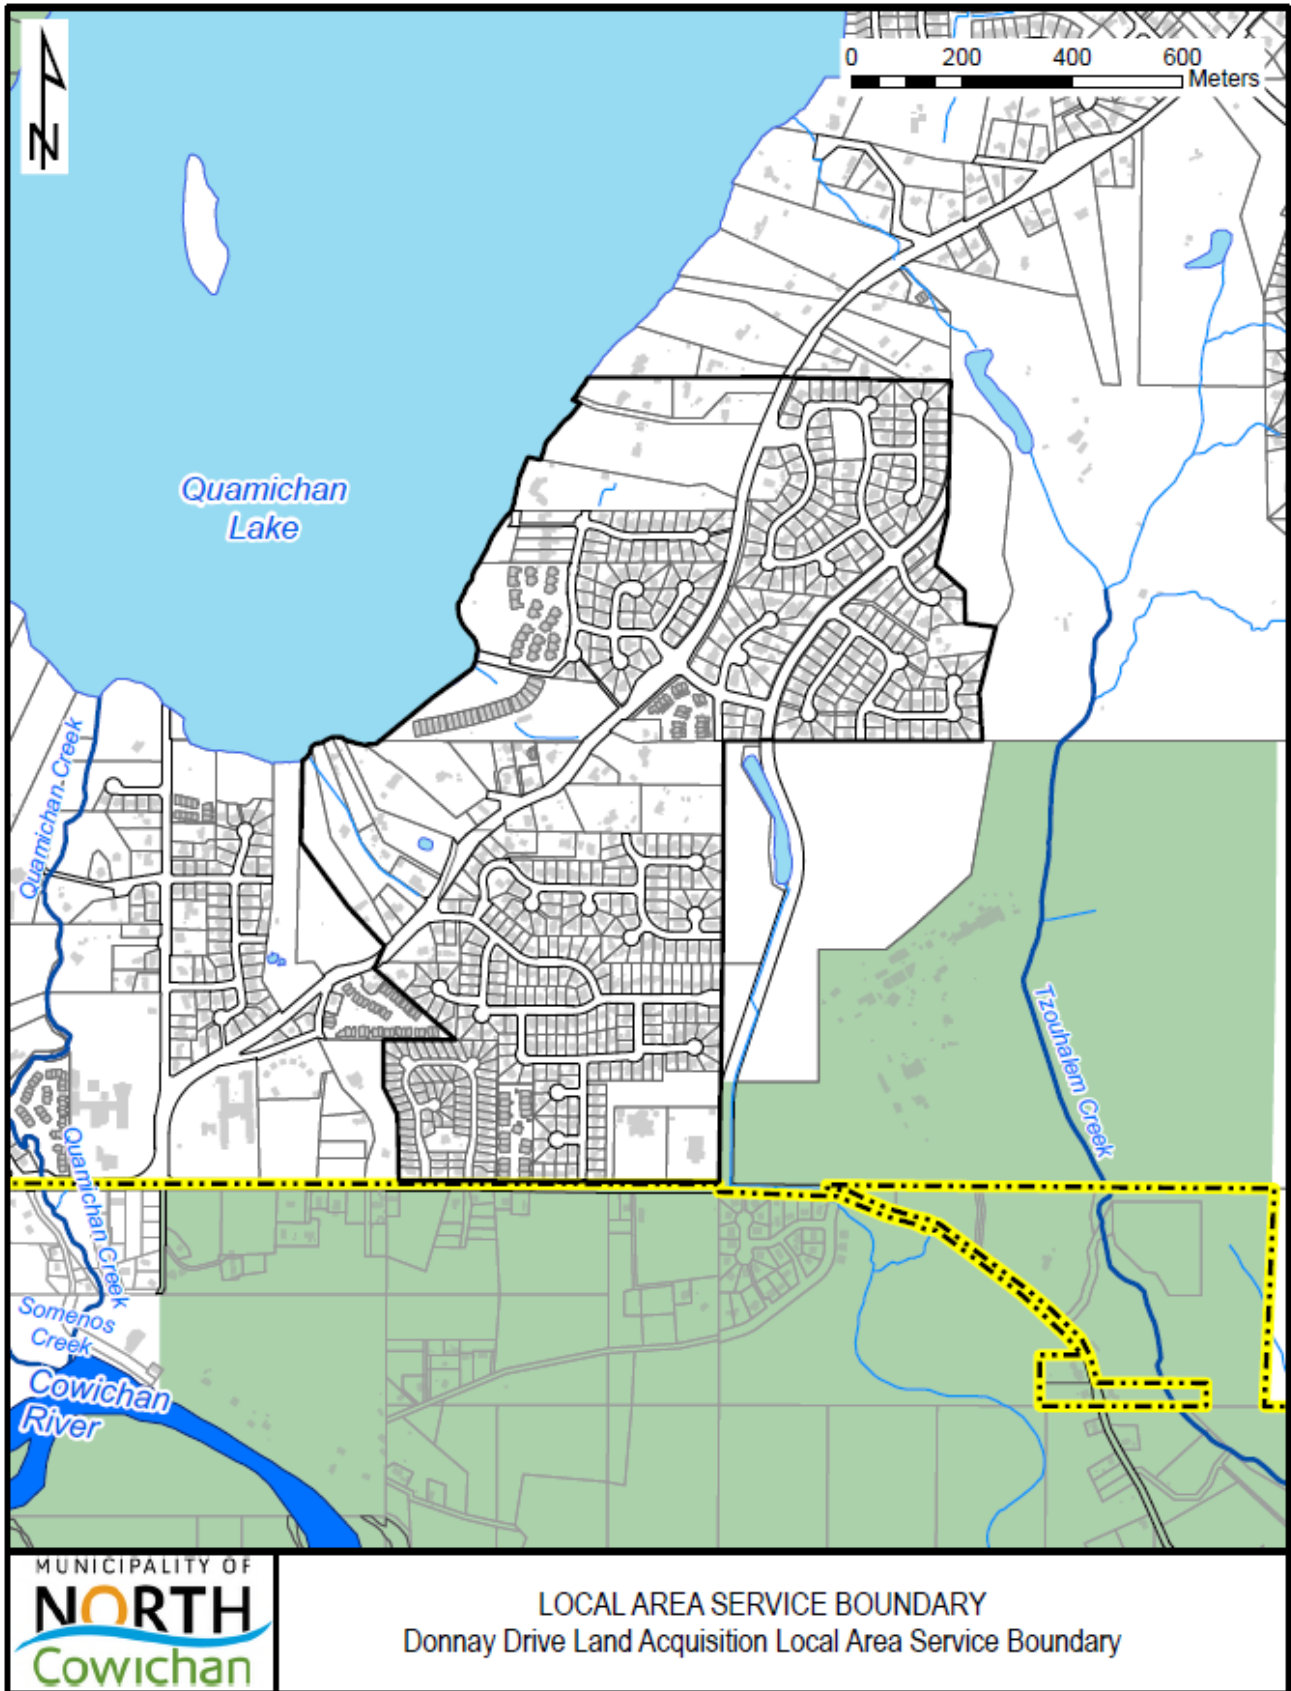 0 200 400 600
Meters
N
Quamichan
Lake
Quamichan Creek
Tzouhalem Creek
Quamichan Creek
Somenos
Creek
Cowichan
River
MUNICIPALITY OF
NORTH
Cowichan
LOCAL AREA SERVICE BOUNDARY
Donnay Drive Land Acquisition Local Area Service Boundary